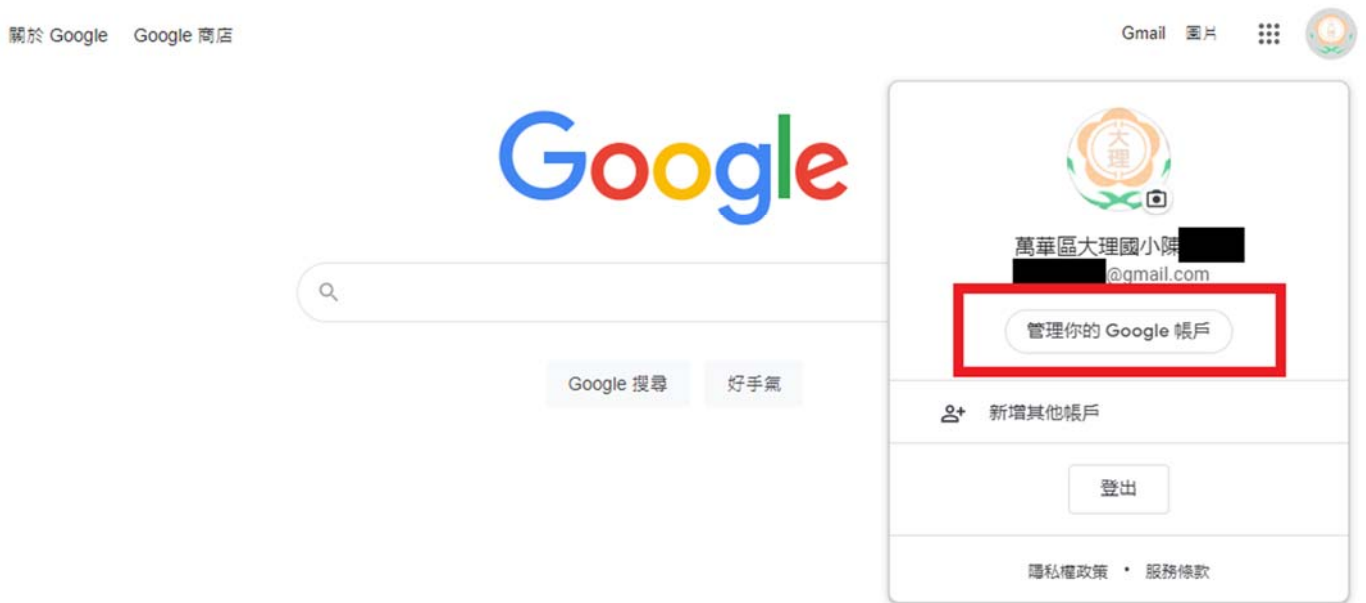 關於 Google Google 商店
Gmail 圖片
大理
Google
萬華區大理國小陳
@gmail.com
管理你的 Google 帳戶
Google 搜尋 好手氣
新增其他帳戶
登出
隱私權政策 • 服務條款